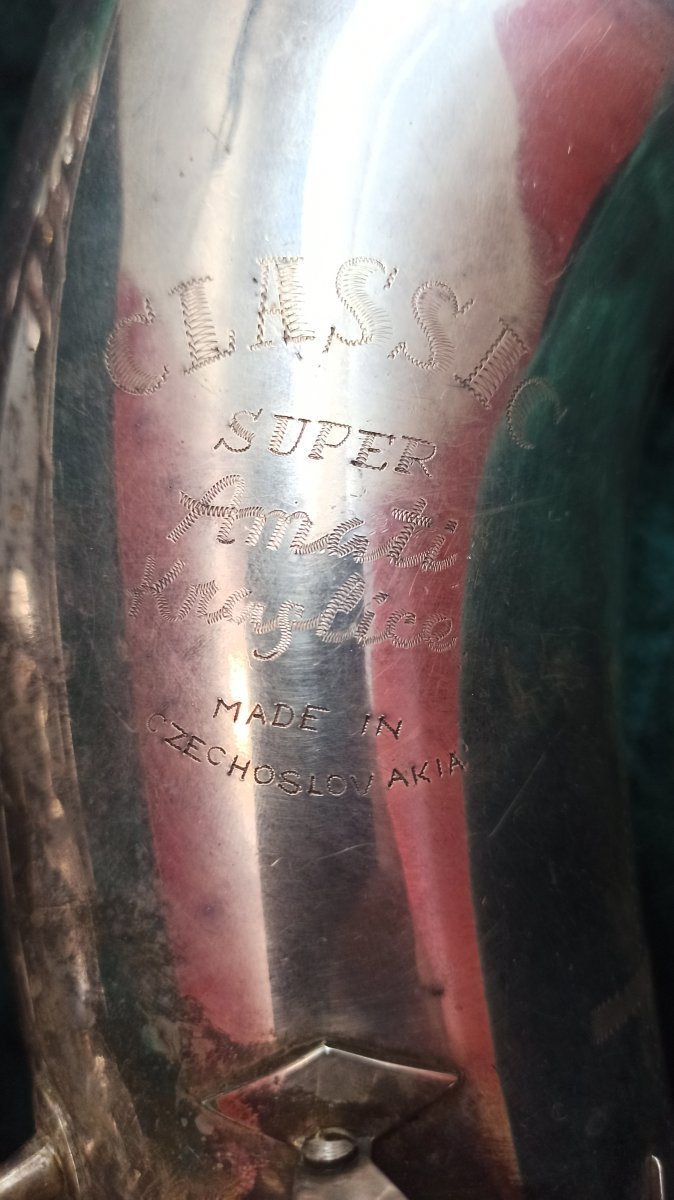 CLASSIC
SUPER
Amati
Kraslice
MADE IN
CZECHOSLOVAKIA